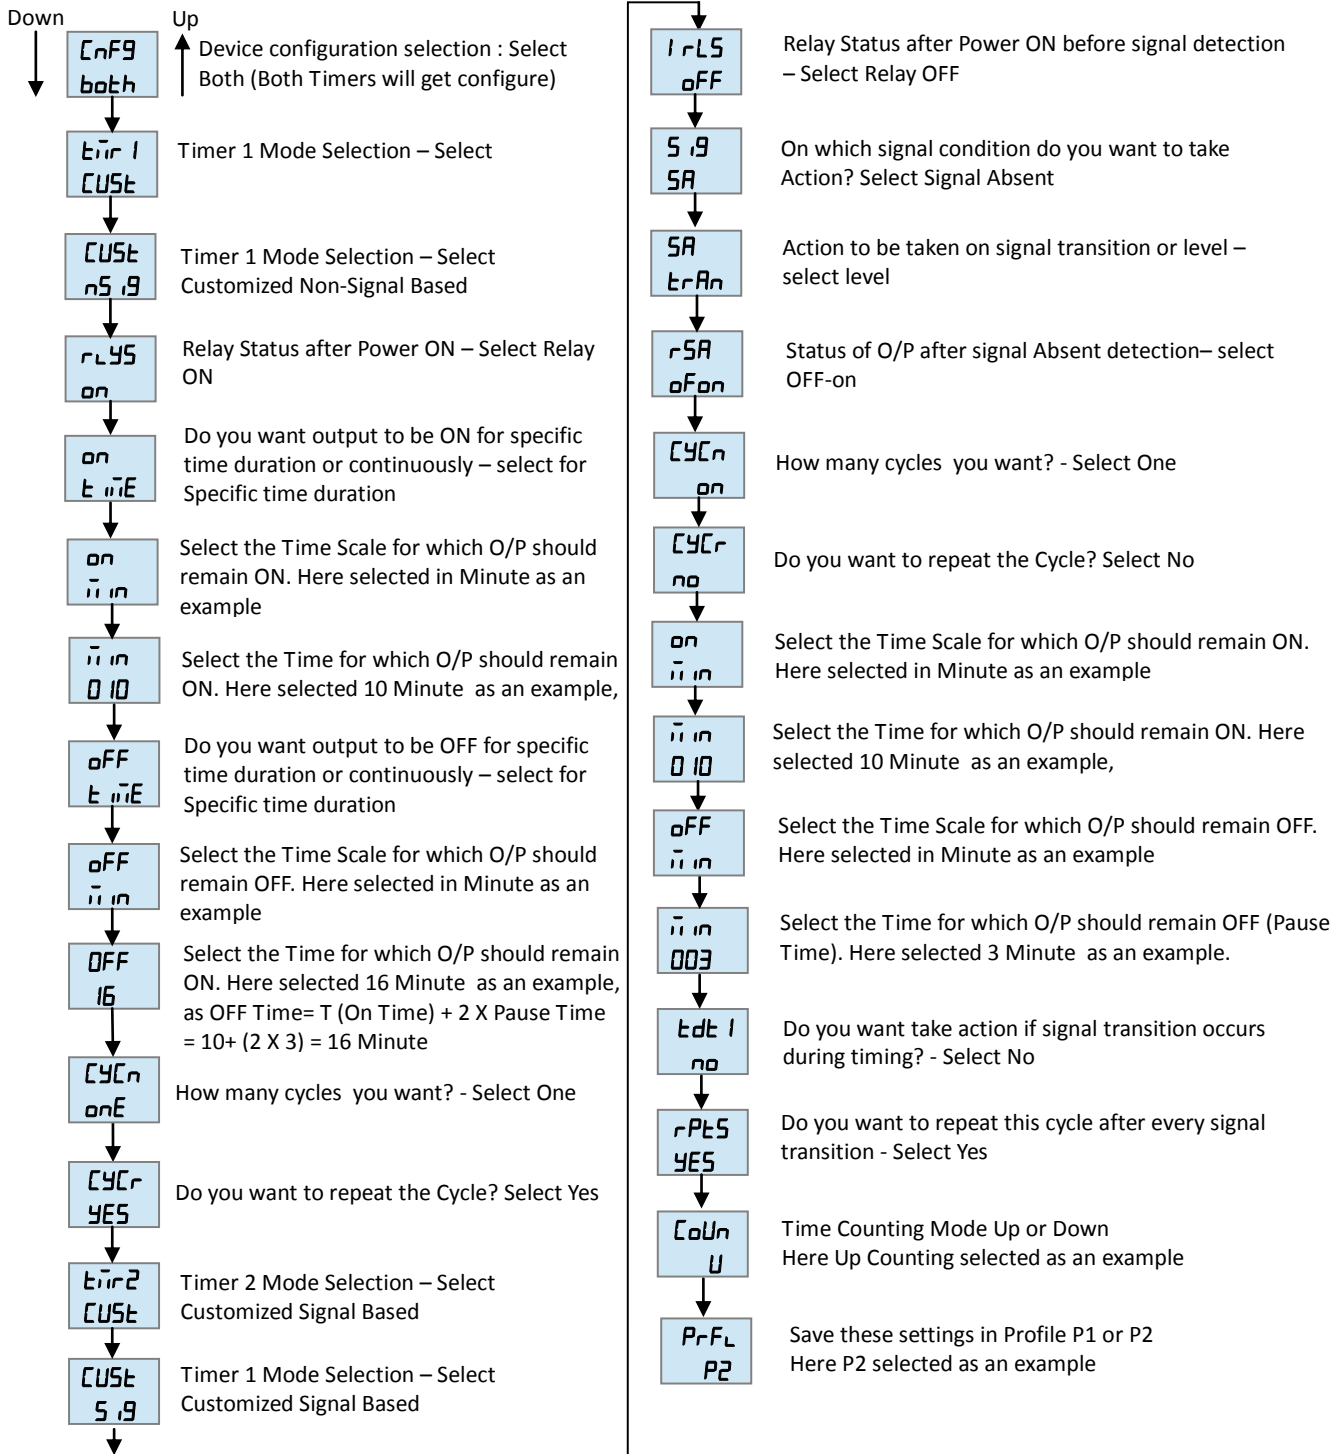 Down
Up
CnF9
both
Device configuration selection : Select
Both (Both Timers will get configure)
tmr 1
CUSt
Timer 1 Mode Selection – Select
CUSt
nSi9
Timer 1 Mode Selection – Select
Customized Non-Signal Based
rLYS
on
Relay Status after Power ON – Select Relay
ON
on
timE
Do you want output to be ON for specific
time duration or continuously – select for
Specific time duration
on
min
Select the Time Scale for which O/P should
remain ON. Here selected in Minute as an
example
min
010
Select the Time for which O/P should remain
ON. Here selected 10 Minute as an example,
oFF
timE
Do you want output to be OFF for specific
time duration or continuously – select for
Specific time duration
oFF
min
Select the Time Scale for which O/P should
remain OFF. Here selected in Minute as an
example
OFF
16
Select the Time for which O/P should remain
ON. Here selected 16 Minute as an example,
as OFF Time= T (On Time) + 2 X Pause Time
= 10+ (2 X 3) = 16 Minute
CYCn
onE
How many cycles you want? - Select One
CYCr
YES
Do you want to repeat the Cycle? Select Yes
tmr2
CUSt
Timer 2 Mode Selection – Select
Customized Signal Based
CUSt
Si9
Timer 1 Mode Selection – Select
Customized Signal Based
IrLS
oFF
Relay Status after Power ON before signal detection
– Select Relay OFF
Si9
SA
On which signal condition do you want to take
Action? Select Signal Absent
SA
trAn
Action to be taken on signal transition or level –
select level
rSA
oFon
Status of O/P after signal Absent detection– select
OFF-on
CYCn
on
How many cycles you want? - Select One
CYCr
no
Do you want to repeat the Cycle? Select No
on
min
Select the Time Scale for which O/P should remain ON.
Here selected in Minute as an example
min
010
Select the Time for which O/P should remain ON. Here
selected 10 Minute as an example,
oFF
min
Select the Time Scale for which O/P should remain OFF.
Here selected in Minute as an example
min
003
Select the Time for which O/P should remain OFF (Pause
Time). Here selected 3 Minute as an example.
tdt 1
no
Do you want take action if signal transition occurs
during timing? - Select No
rPtS
YES
Do you want to repeat this cycle after every signal
transition - Select Yes
CoUn
U
Time Counting Mode Up or Down
Here Up Counting selected as an example
PrFL
P2
Save these settings in Profile P1 or P2
Here P2 selected as an example